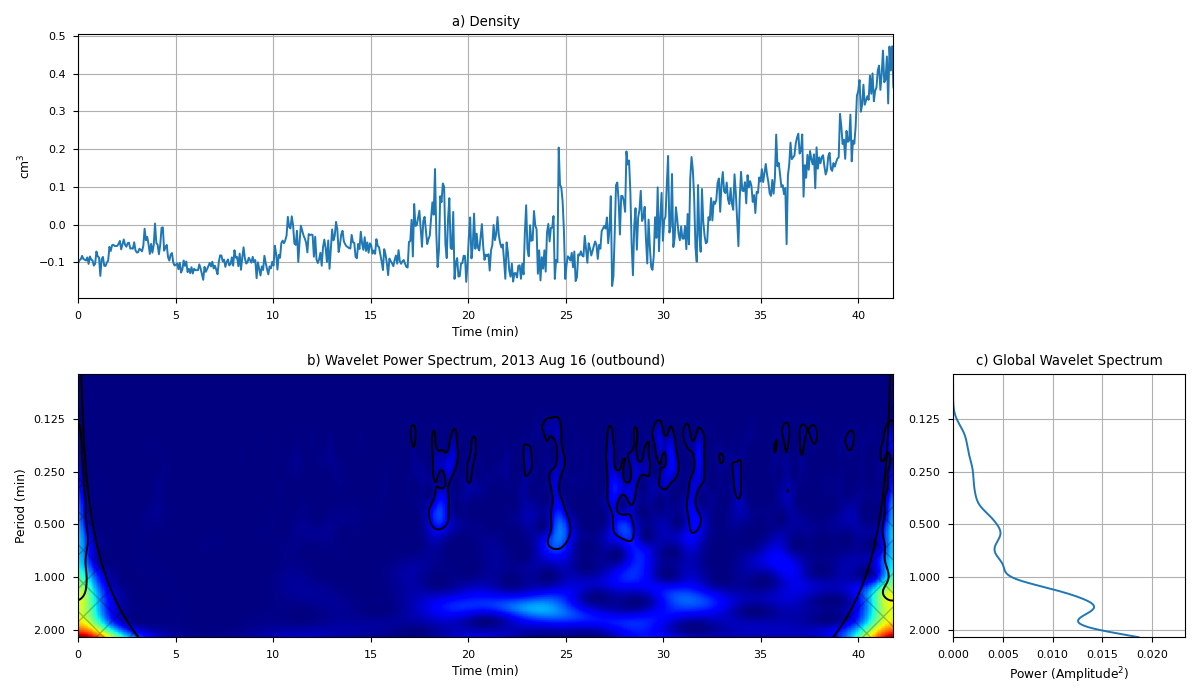 a) Density
0.5
0.4
0.3
0.2
0.1
0.0
−0.1
cm³
0 5 10 15 20 25 30 35 40
Time (min)
b) Wavelet Power Spectrum, 2013 Aug 16 (outbound)
0.125
0.250
0.500
1.000
2.000
Period (min)
0 5 10 15 20 25 30 35 40
Time (min)
c) Global Wavelet Spectrum
0.125
0.250
0.500
1.000
2.000
0.000 0.005 0.010 0.015 0.020
Power (Amplitude²)